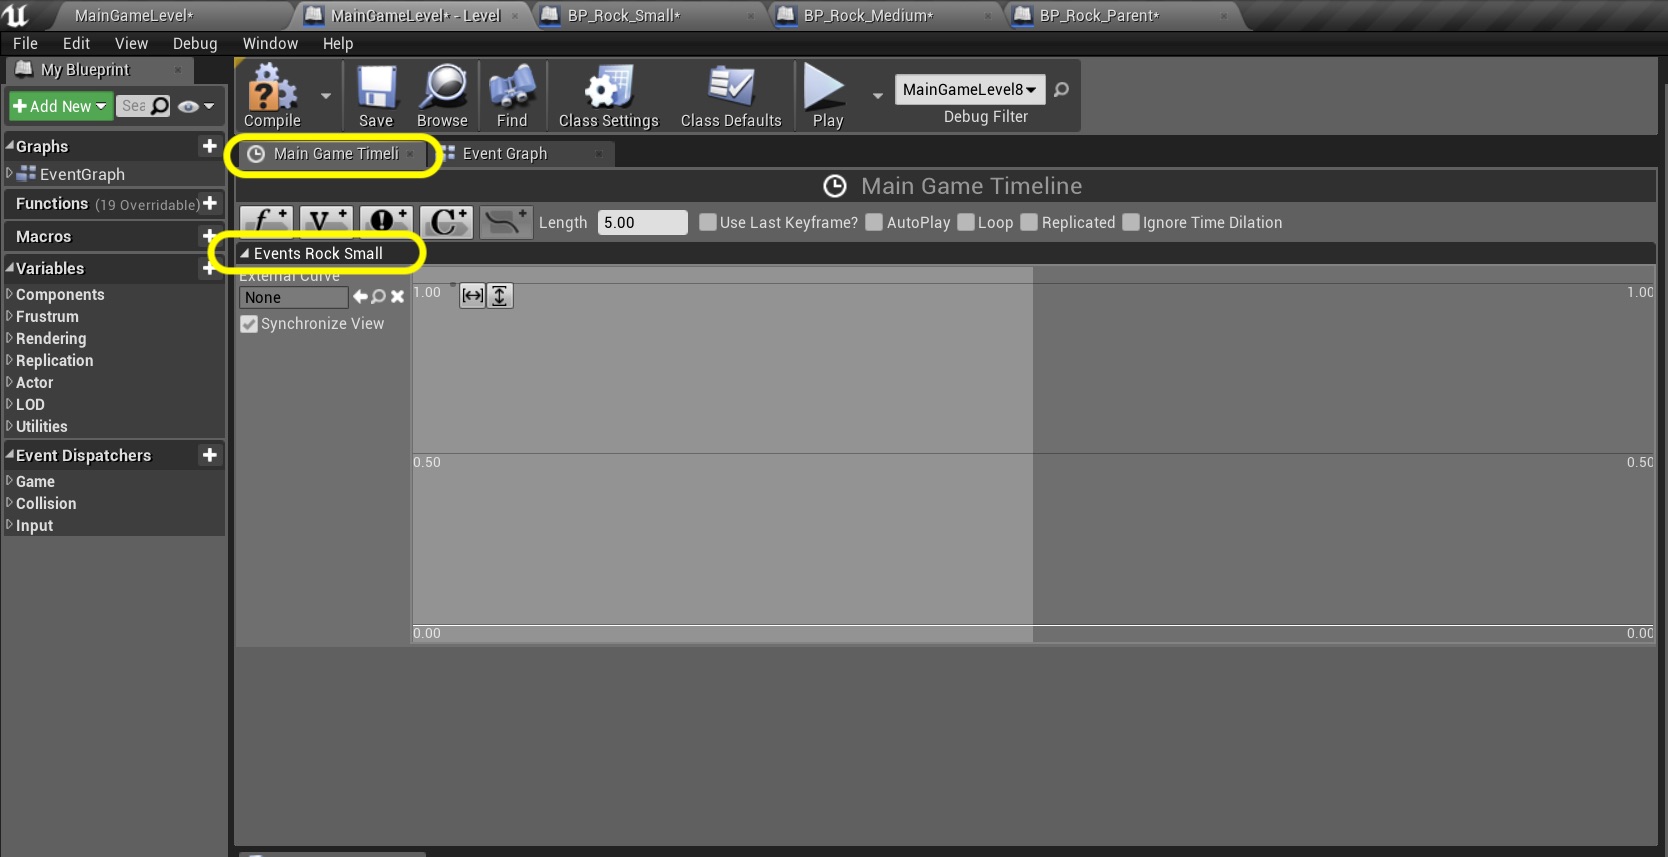 MainGameLevel* MainGameLevel* - Level BP_Rock_Small* BP_Rock_Medium* BP_Rock_Parent*
File Edit View Debug Window Help
My Blueprint
Add New Sea
Graphs
EventGraph
Functions (19 Overridable)
Macros
Variables
Components
Frustrum
Rendering
Replication
Actor
LOD
Utilities
Event Dispatchers
Game
Collision
Input
Compile Save Browse Find Class Settings Class Defaults Play
MainGameLevel8
Debug Filter
Main Game Timeli Event Graph
Main Game Timeline
f V ! C Length 5.00 Use Last Keyframe? AutoPlay Loop Replicated Ignore Time Dilation
Events Rock Small
External Curve
None
Synchronize View
1.00 1.00
0.50 0.50
0.00 0.00